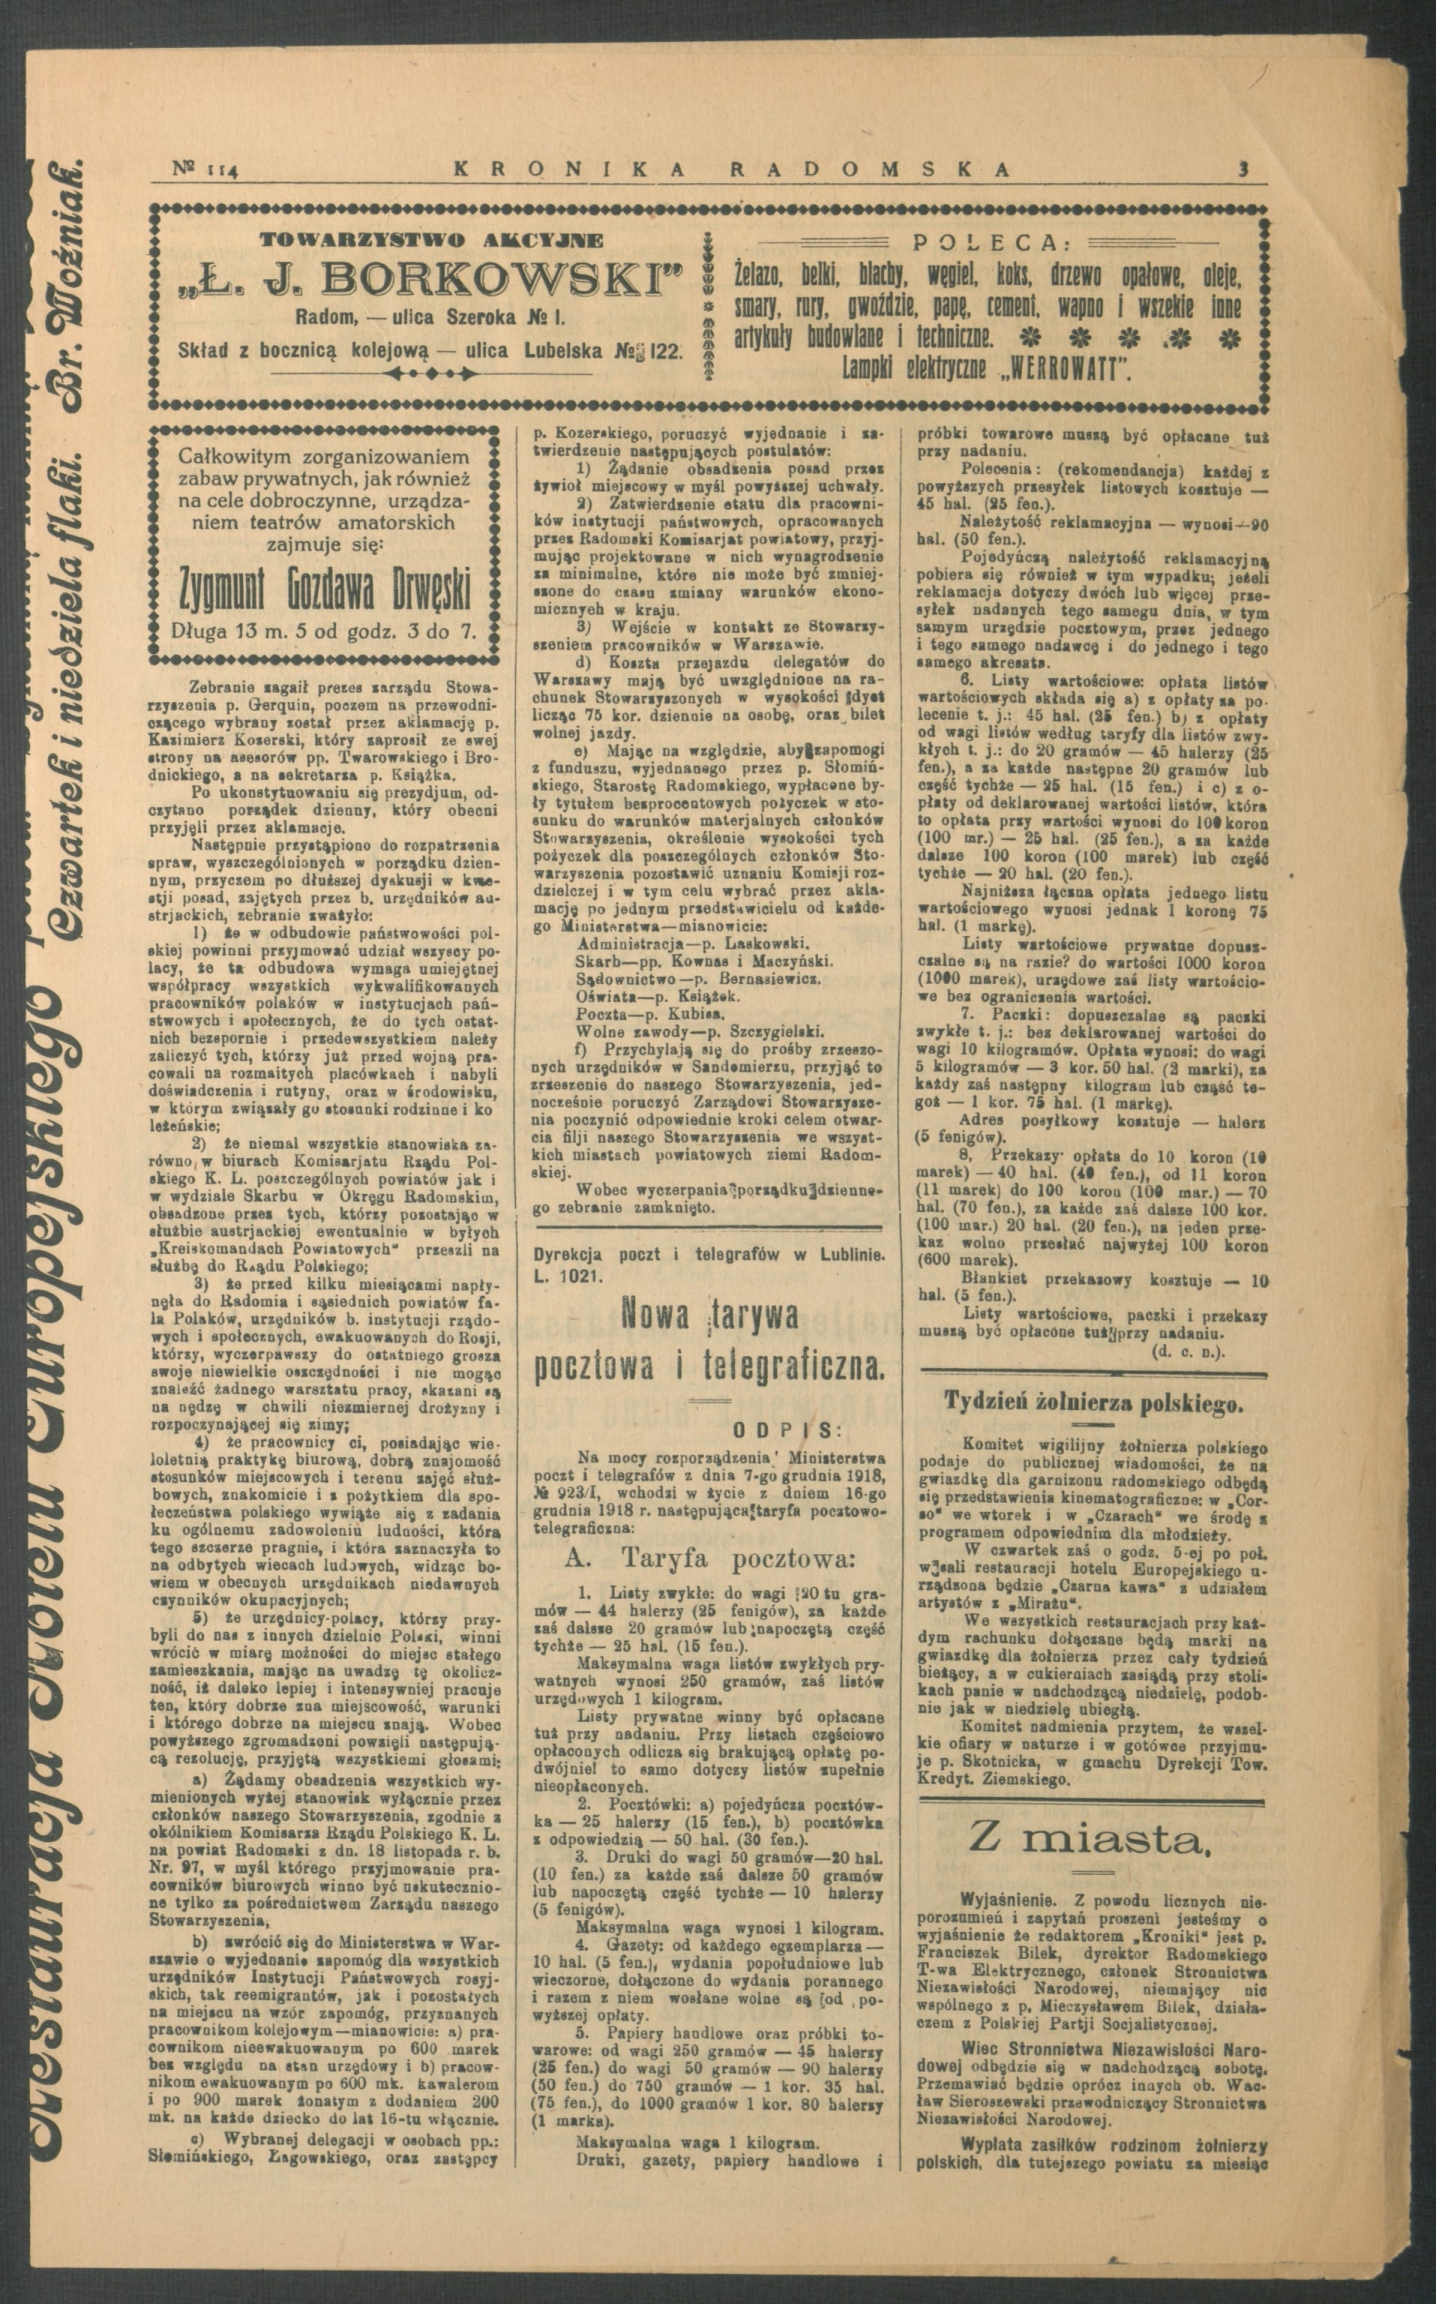 № 114 KRONIKA RADOMSKA 3
TOWARZYSTWO AKCYJNE
„Ł. J. BORKOWSKI”
Radom, — ulica Szeroka № 1.
Skład z bocznicą kolejową — ulica Lubelska № 122.
POLECA:
Żelazo, belki, blachy, węgiel, koks, drzewo opałowe, oleje,
smary, rury, gwoździe, papę, cement, wapno i wszekie inne
artykuły budowlane i techniczne.
Lampki elektryczne „WERROWATT”.
Restauracja Hotelu Europejskiego
Czwartek i niedziela flaki. Br. Woźniak.
Całkowitym zorganizowaniem
zabaw prywatnych, jak również
na cele dobroczynne, urządza-
niem teatrów amatorskich
zajmuje się:
Zygmunt Gozdawa Drwęski
Długa 13 m. 5 od godz. 3 do 7.
Zebranie zagaił prezes zarządu Stowa-
rzyszenia p. Gerquin, poczem na przewodni-
czącego wybrany został przez aklamację p.
Kazimierz Kozerski, który zaprosił ze swej
strony na asesorów pp. Twarowskiego i Bro-
dnickiego, a na sekretarza p. Książka.
Po ukonstytuowaniu się prezydjum, od-
czytano porządek dzienny, który obecni
przyjęli przez aklamacje.
Następnie przystąpiono do rozpatrzenia
spraw, wyszczególnionych w porządku dzien-
nym, przyczem po dłuższej dyskusji w kwe-
stji posad, zajętych przez b. urzędników au-
strjackich, zebranie zważyło:
1) że w odbudowie państwowości pol-
skiej powinni przyjmować udział wszyscy po-
lacy, że ta odbudowa wymaga umiejętnej
współpracy wszystkich wykwalifikowanych
pracowników polaków w instytucjach pań-
stwowych i społecznych, że do tych ostat-
nich bezspornie i przedewszystkiem należy
zaliczyć tych, którzy już przed wojną pra-
cowali na rozmaitych placówkach i nabyli
doświadczenia i rutyny, oraz w środowisku,
w którym związały go stosunki rodzinne i ko
leżeńskie;
2) że niemal wszystkie stanowiska za-
równo w biurach Komisarjatu Rządu Pol-
skiego K. L. poszczególnych powiatów jak i
w wydziale Skarbu w Okręgu Radomskim,
obsadzone przez tych, którzy pozostając w
służbie austrjackiej ewentualnie w byłych
„Kreiskomandach Powiatowych“ przeszli na
służbę do Rządu Polskiego;
3) że przed kilku miesiącami napły-
nęła do Radomia i sąsiednich powiatów fa-
la Polaków, urzędników b. instytucji rządo-
wych i społecznych, ewakuowanych do Rosji,
którzy, wyczerpawszy do ostatniego grosza
swoje niewielkie oszczędności i nie mogąc
znaleźć żadnego warsztatu pracy, skazani są
na nędzę w chwili niezmiernej drożyzny i
rozpoczynającej się zimy;
4) że pracownicy ci, posiadając wie-
loletnią praktykę biurową, dobrą znajomość
stosunków miejscowych i terenu zajęć służ-
bowych, znakomicie i z pożytkiem dla spo-
łeczeństwa polskiego wywiąże się z zadania
ku ogólnemu zadowoleniu ludności, która
tego szczerze pragnie, i która zaznaczyła to
na odbytych wiecach ludowych, widząc bo-
wiem w obecnych urzędnikach niedawnych
czynników okupacyjnych;
5) że urzędnicy-polacy, którzy przy-
byli do nas z innych dzielnic Polski, winni
wrócić w miarę możności do miejsc stałego
zamieszkania, mając na uwadzę tę okolicz-
ność, iż daleko lepiej i intensywniej pracuje
ten, który dobrze zna miejscowość, warunki
i którego dobrze na miejscu znają. Wobec
powyższego zgromadzeni powzięli następują-
cą rezolucję, przyjętą wszystkiemi głosami:
a) Żądamy obsadzenia wszystkich wy-
mienionych wyżej stanowisk wyłącznie przez
członków naszego Stowarzyszenia, zgodnie z
okólnikiem Komisarza Rządu Polskiego K. L.
na powiat Radomski z dn. 18 listopada r. b.
Nr. 97, w myśl którego przyjmowanie pra-
cowników biurowych winno być uskutecznio-
ne tylko za pośrednictwem Zarządu naszego
Stowarzyszenia,
b) zwrócić się do Ministerstwa w War-
szawie o wyjednanie zapomóg dla wszystkich
urzędników Instytucji Państwowych rosyj-
skich, tak reemigrantów, jak i pozostałych
na miejscu na wzór zapomóg, przyznanych
pracownikom kolejowym—mianowicie: a) pra-
cownikom nieewakuowanym po 600 marek
bez względu na stan urzędowy i b) pracow-
nikom ewakuowanym po 600 mk. kawalerom
i po 900 marek żonatym z dodaniem 200
mk. na każde dziecko do lat 16-tu włącznie.
c) Wybranej delegacji w osobach pp.:
Słomińskiego, Łagowskiego, oraz zastępcy
p. Kozerskiego, poruczyć wyjednanie i za-
twierdzenie następujących postulatów:
1) Żądanie obsadzenia posad przez
żywioł miejscowy w myśl powyższej uchwały.
2) Zatwierdzenie etatu dla pracowni-
ków instytucji państwowych, opracowanych
przez Radomski Komisarjat powiatowy, przyj-
mując projektowane w nich wynagrodzenie
za minimalne, które nie może być zmniej-
szone do czasu zmiany warunków ekono-
micznych w kraju.
3) Wejście w kontakt ze Stowarzy-
szeniem pracowników w Warszawie.
d) Koszta przejazdu delegatów do
Warszawy mają być uwzględnione na ra-
chunek Stowarzyszonych w wysokości dyet
licząc 75 kor. dziennie na osobę, oraz bilet
wolnej jazdy.
e) Mając na względzie, aby zapomogi
z funduszu, wyjednanego przez p. Słomiń-
skiego, Starostę Radomskiego, wypłacone by-
ły tytułem bezprocentowych pożyczek w sto-
sunku do warunków materjalnych członków
Stowarzyszenia, określenie wysokości tych
pożyczek dla poszczególnych członków Sto-
warzyszenia pozostawić uznaniu Komisji roz-
dzielczej i w tym celu wybrać przez akla-
mację po jednym przedstawicielu od każde-
go Ministerstwa—mianowicie:
Administracja—p. Laskowski.
Skarb—pp. Kownas i Maczyński.
Sądownictwo—p. Bernasiewicz.
Oświata—p. Książek.
Poczta—p. Kubisa.
Wolne zawody—p. Szczygielski.
f) Przychylają się do prośby zrzeszo-
nych urzędników w Sandomierzu, przyjąć to
zrzeszenie do naszego Stowarzyszenia, jed-
nocześnie poruczyć Zarządowi Stowarzysze-
nia poczynić odpowiednie kroki celem otwar-
cia filji naszego Stowarzyszenia we wszyst-
kich miastach powiatowych ziemi Radom-
skiej.
Wobec wyczerpania porządku dzienne-
go zebranie zamknięto.
Dyrekcja poczt i telegrafów w Lublinie.
L. 1021.
Nowa tarywa
pocztowa i telegraficzna.
ODPIS:
Na mocy rozporządzenia Ministerstwa
poczt i telegrafów z dnia 7-go grudnia 1918,
№ 923/I, wchodzi w życie z dniem 16-go
grudnia 1918 r. następująca taryfa pocztowo-
telegraficzna:
A. Taryfa pocztowa:
1. Listy zwykłe: do wagi 20 tu gra-
mów — 44 halerzy (25 fenigów), za każde
zaś dalsze 20 gramów lub napoczętą część
tychże — 25 hal. (15 fen.).
Maksymalna waga listów zwykłych pry-
watnych wynosi 250 gramów, zaś listów
urzędowych 1 kilogram.
Listy prywatne winny być opłacane
tuż przy nadaniu. Przy listach częściowo
opłaconych odlicza się brakującą opłatę po-
dwójnie! to samo dotyczy listów zupełnie
nieopłaconych.
2. Pocztówki: a) pojedyńcza pocztów-
ka — 25 halerzy (15 fen.), b) pocztówka
z odpowiedzią — 50 hal. (30 fen.).
3. Druki do wagi 50 gramów—20 hal.
(10 fen.) za każde zaś dalsze 50 gramów
lub napoczętą część tychże — 10 halerzy
(5 fenigów).
Maksymalna waga wynosi 1 kilogram.
4. Gazety: od każdego egzemplarza —
10 hal. (5 fen.), wydania popołudniowe lub
wieczorne, dołączone do wydania porannego
i razem z niem wosłane wolne są od po-
wyższej opłaty.
5. Papiery handlowe oraz próbki to-
warowe: od wagi 250 gramów — 45 halerzy
(25 fen.) do wagi 50 gramów — 90 halerzy
(50 fen.) do 750 gramów — 1 kor. 35 hal.
(75 fen.), do 1000 gramów 1 kor. 80 halerzy
(1 marka).
Maksymalna waga 1 kilogram.
Druki, gazety, papiery handlowe i
próbki towarowe muszą być opłacane tuż
przy nadaniu.
Polecenia: (rekomendancja) każdej z
powyższych przesyłek listowych kosztuje —
45 hal. (25 fen.).
Należytość reklamacyjna — wynosi—90
hal. (50 fen.).
Pojedyńczą należytość reklamacyjną
pobiera się również w tym wypadku; jeżeli
reklamacja dotyczy dwóch lub więcej prze-
syłek nadanych tego samegu dnia, w tym
samym urzędzie pocztowym, przez jednego
i tego samego nadawcę i do jednego i tego
samego akresata.
6. Listy wartościowe: opłata listów
wartościowych składa się a) z opłaty za po-
lecenie t. j.: 45 hal. (25 fen.) b) z opłaty
od wagi listów według taryfy dla listów zwy-
kłych t. j.: do 20 gramów — 45 halerzy (25
fen.), a za każde następne 20 gramów lub
część tychże — 25 hal. (15 fen.) i c) z o-
płaty od deklarowanej wartości listów, która
to opłata przy wartości wynosi do 100 koron
(100 mr.) — 25 hal. (25 fen.), a za każde
dalsze 100 koron (100 marek) lub część
tychże — 20 hal. (20 fen.).
Najniższa łączna opłata jednego listu
wartościowego wynosi jednak 1 koronę 75
hal. (1 markę).
Listy wartościowe prywatne dopusz-
czalne są na razie? do wartości 1000 koron
(1000 marek), urzędowe zaś listy wartościo-
we bez ograniczenia wartości.
7. Paczki: dopuszczalne są paczki
zwykłe t. j.: bez deklarowanej wartości do
wagi 10 kilogramów. Opłata wynosi: do wagi
5 kilogramów — 3 kor. 50 hal. (2 marki), za
każdy zaś następny kilogram lub część te-
goż — 1 kor. 75 hal. (1 markę).
Adres posyłkowy kosztuje — halerz
(5 fenigów).
8. Przekazy opłata do 10 koron (10
marek) — 40 hal. (40 fen.), od 11 koron
(11 marek) do 100 koron (100 mar.) — 70
hal. (70 fen.), za każde zaś dalsze 100 kor.
(100 mar.) 20 hal. (20 fen.), na jeden prze-
kaz wolno przesłać najwyżej 100 koron
(600 marek).
Blankiet przekazowy kosztuje — 10
hal. (5 fen.).
Listy wartościowe, paczki i przekazy
muszą być opłacone tuż przy nadaniu.
(d. c. n.).
Tydzień żołnierza polskiego.
Komitet wigilijny żołnierza polskiego
podaje do publicznej wiadomości, że na
gwiazdkę dla garnizonu radomskiego odbędą
się przedstawienia kinematograficzne: w „Cor-
so“ we wtorek i w „Czarach“ we środę z
programem odpowiednim dla młodzieży.
W czwartek zaś o godz. 5-ej po poł.
w sali restauracji hotelu Europejskiego u-
rządzona będzie „Czarna kawa“ z udziałem
artystów z „Mirażu“.
We wszystkich restauracjach przy każ-
dym rachunku dołączane będą marki na
gwiazdkę dla żołnierza przez cały tydzień
bieżący, a w cukierniach zasiądą przy stoli-
kach panie w nadchodzącą niedzielę, podob-
nie jak w niedzielę ubiegłą.
Komitet nadmienia przytem, że wszel-
kie ofiary w naturze i w gotówce przyjmu-
je p. Skotnicka, w gmachu Dyrekcji Tow.
Kredyt. Ziemskiego.
Z miasta.
Wyjaśnienie. Z powodu licznych nie-
porozumień i zapytań proszeni jesteśmy o
wyjaśnienie że redaktorem „Kroniki“ jest p.
Franciszek Bilek, dyrektor Radomskiego
T-wa Elektrycznego, członek Stronnictwa
Niezawisłości Narodowej, niemający nic
wspólnego z p. Mieczysławem Bilek, działa-
czem z Polskiej Partji Socjalistycznej.
Wiec Stronnictwa Niezawisłości Naro-
dowej odbędzie się w nadchodzącą sobotę.
Przemawiać będzie oprócz innych ob. Wac-
ław Sieroszewski przewodniczący Stronnictwa
Niezawisłości Narodowej.
Wypłata zasiłków rodzinom żołnierzy
polskich, dla tutejszego powiatu za miesiąc